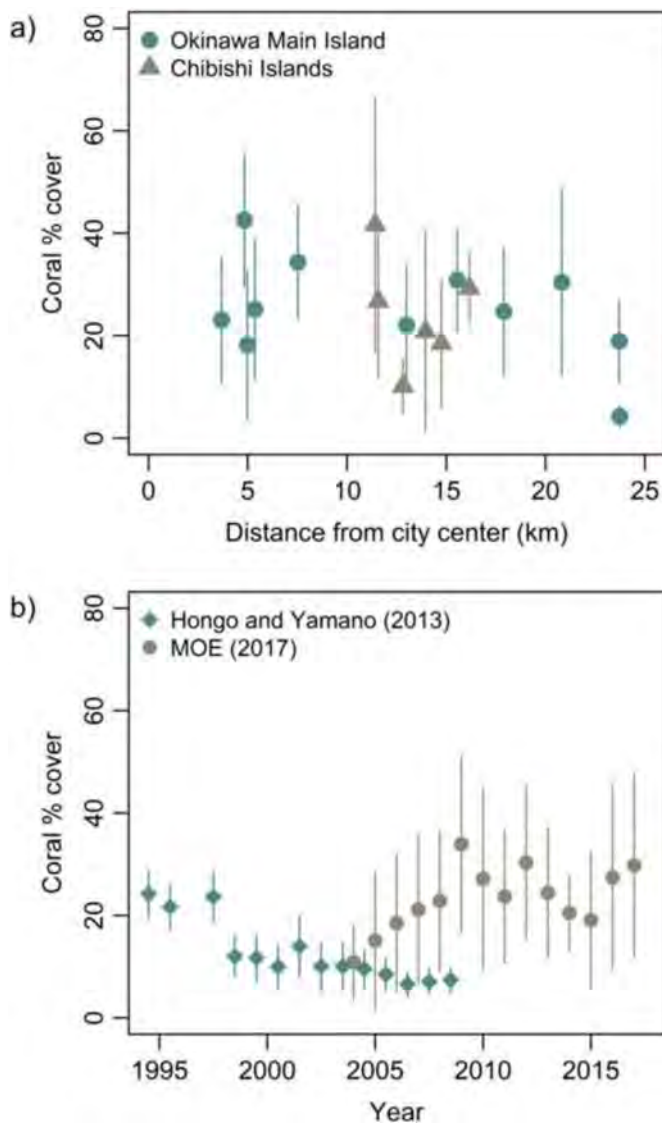 a)
80
60
40
20
0
Coral % cover
Okinawa Main Island
Chibishi Islands
0 5 10 15 20 25
Distance from city center (km)
b)
80
60
40
20
0
Coral % cover
Hongo and Yamano (2013)
MOE (2017)
1995 2000 2005 2010 2015
Year